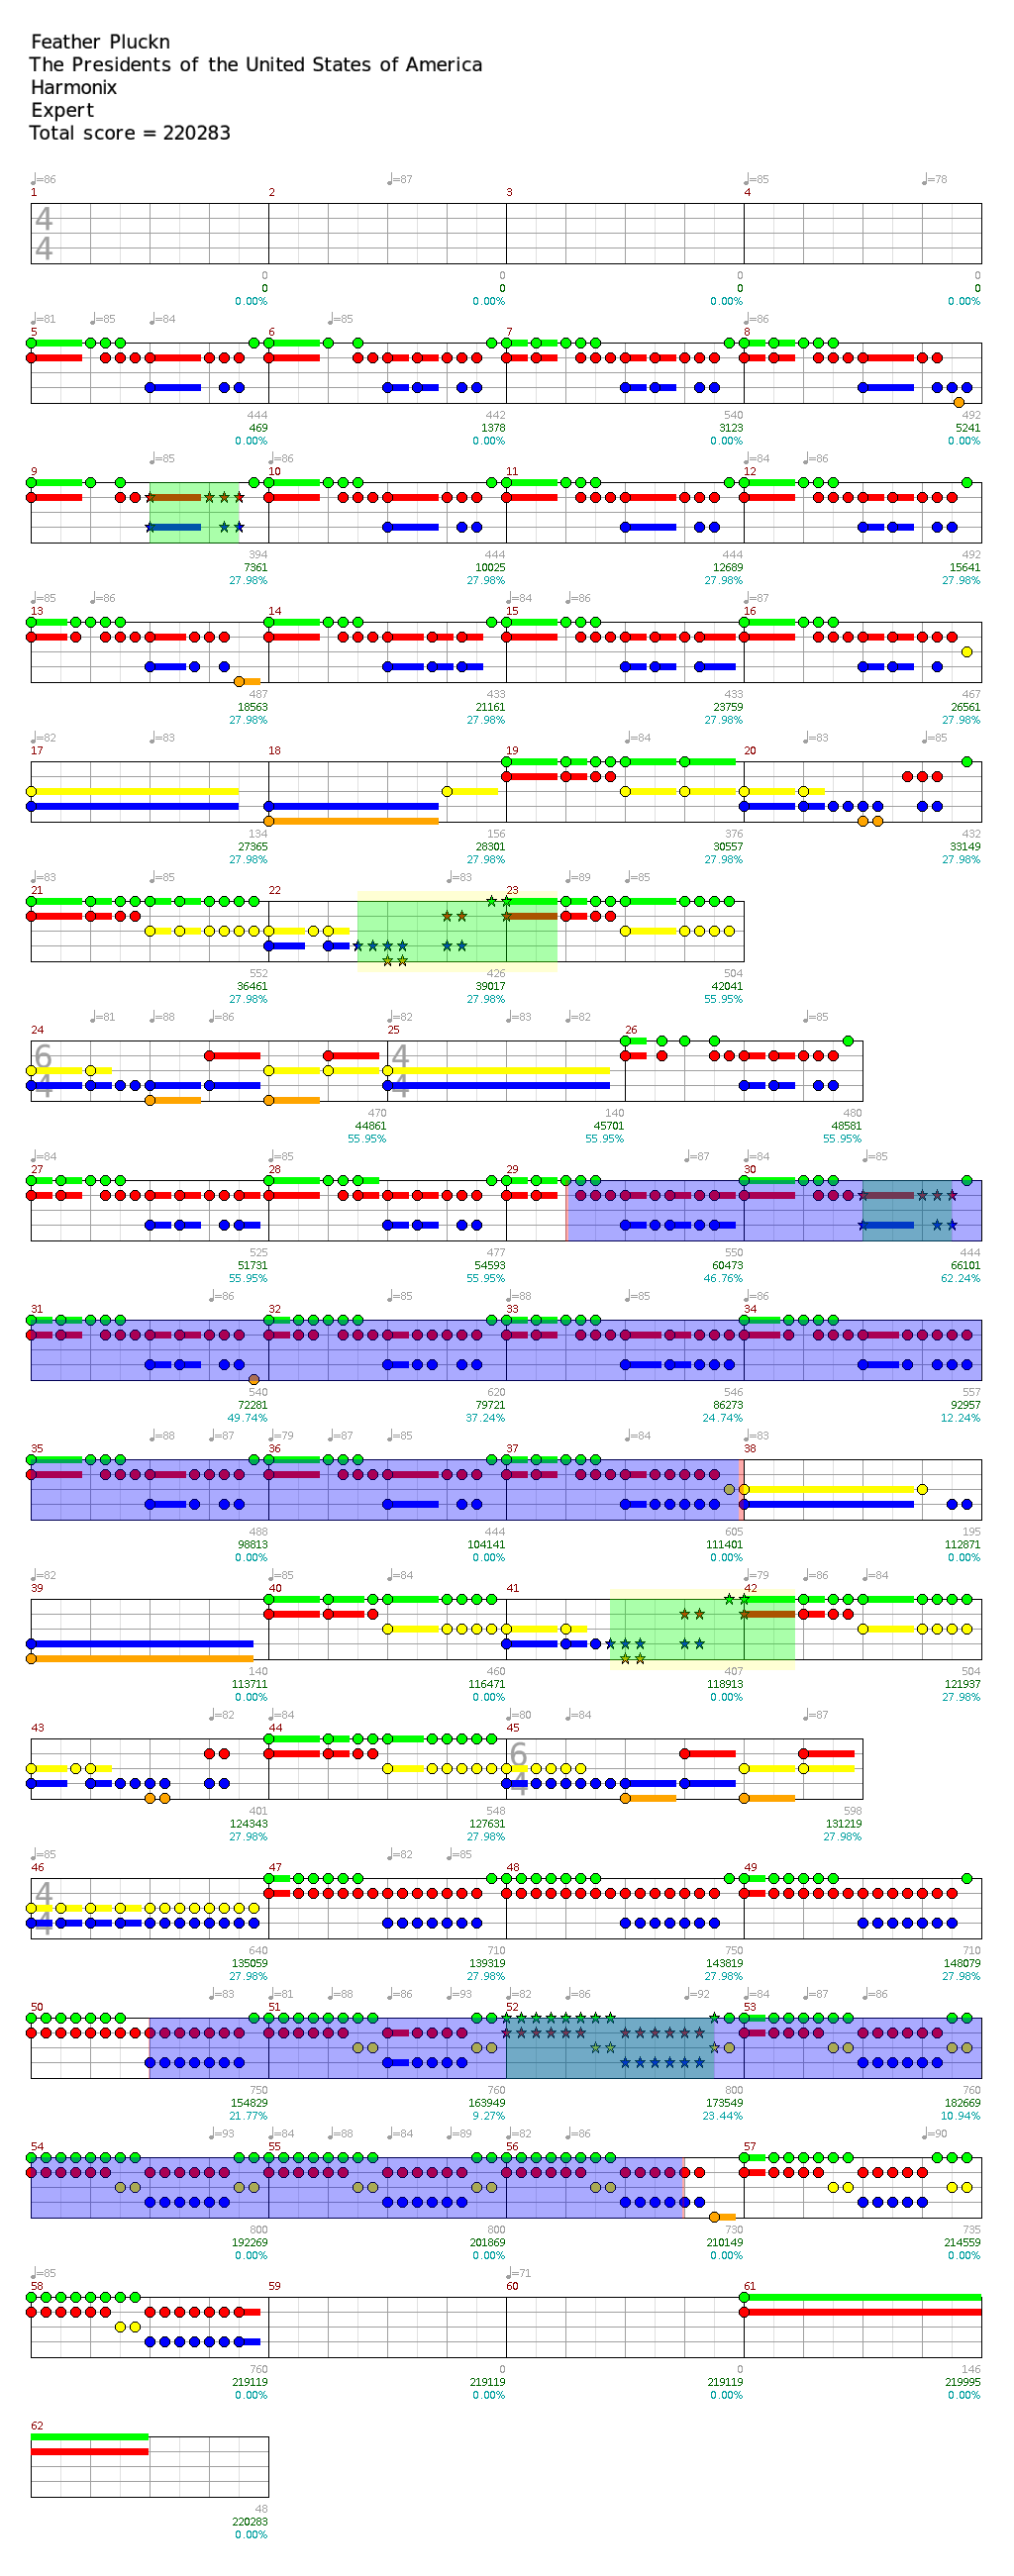 Feather Pluckn
The Presidents of the United States of America
Harmonix
Expert
Total score = 220283
♩=86 ♩=87 ♩=85 ♩=78
1 2 3 4
4
4
0 0 0 0
0 0 0 0
0.00% 0.00% 0.00% 0.00%
♩=81 ♩=85 ♩=84 ♩=85 ♩=86
5 6 7 8
444 442 540 492
469 1378 3123 5241
0.00% 0.00% 0.00% 0.00%
♩=85 ♩=86 ♩=84 ♩=86
9 10 11 12
394 444 444 492
7361 10025 12689 15641
27.98% 27.98% 27.98% 27.98%
♩=85 ♩=86 ♩=84 ♩=86 ♩=87
13 14 15 16
487 433 433 467
18563 21161 23759 26561
27.98% 27.98% 27.98% 27.98%
♩=82 ♩=83 ♩=84 ♩=83 ♩=85
17 18 19 20
134 156 376 432
27365 28301 30557 33149
27.98% 27.98% 27.98% 27.98%
♩=83 ♩=85 ♩=83 ♩=89 ♩=85
21 22 23
552 426 504
36461 39017 42041
27.98% 27.98% 55.95%
♩=81 ♩=88 ♩=86 ♩=82 ♩=83 ♩=82 ♩=85
24 25 26
6 4
4 4
470 140 480
44861 45701 48581
55.95% 55.95% 55.95%
♩=84 ♩=85 ♩=87 ♩=84 ♩=85
27 28 29 30
525 477 550 444
51731 54593 60473 66101
55.95% 55.95% 46.76% 62.24%
♩=86 ♩=85 ♩=88 ♩=85 ♩=86
31 32 33 34
540 620 546 557
72281 79721 86273 92957
49.74% 37.24% 24.74% 12.24%
♩=88 ♩=87 ♩=79 ♩=87 ♩=85 ♩=84 ♩=83
35 36 37 38
488 444 605 195
98813 104141 111401 112871
0.00% 0.00% 0.00% 0.00%
♩=82 ♩=85 ♩=84 ♩=79 ♩=86 ♩=84
39 40 41 42
140 460 407 504
113711 116471 118913 121937
0.00% 0.00% 0.00% 27.98%
♩=82 ♩=84 ♩=80 ♩=84 ♩=87
43 44 45
6
4
401 548 598
124343 127631 131219
27.98% 27.98% 27.98%
♩=85 ♩=82 ♩=85
46 47 48 49
4
4
640 710 750 710
135059 139319 143819 148079
27.98% 27.98% 27.98% 27.98%
♩=83 ♩=85 ♩=88 ♩=86 ♩=93 ♩=82 ♩=86 ♩=92 ♩=84 ♩=87 ♩=86
50 51 52 53
750 760 800 760
154829 163949 173549 182669
21.77% 9.27% 23.44% 10.94%
♩=93 ♩=84 ♩=88 ♩=84 ♩=89 ♩=82 ♩=86 ♩=90
54 55 56 57
800 800 730 735
192269 201869 210149 214559
0.00% 0.00% 0.00% 0.00%
♩=85 ♩=71
58 59 60 61
760 0 0 146
219119 219119 219119 219995
0.00% 0.00% 0.00% 0.00%
62
48
220283
0.00%